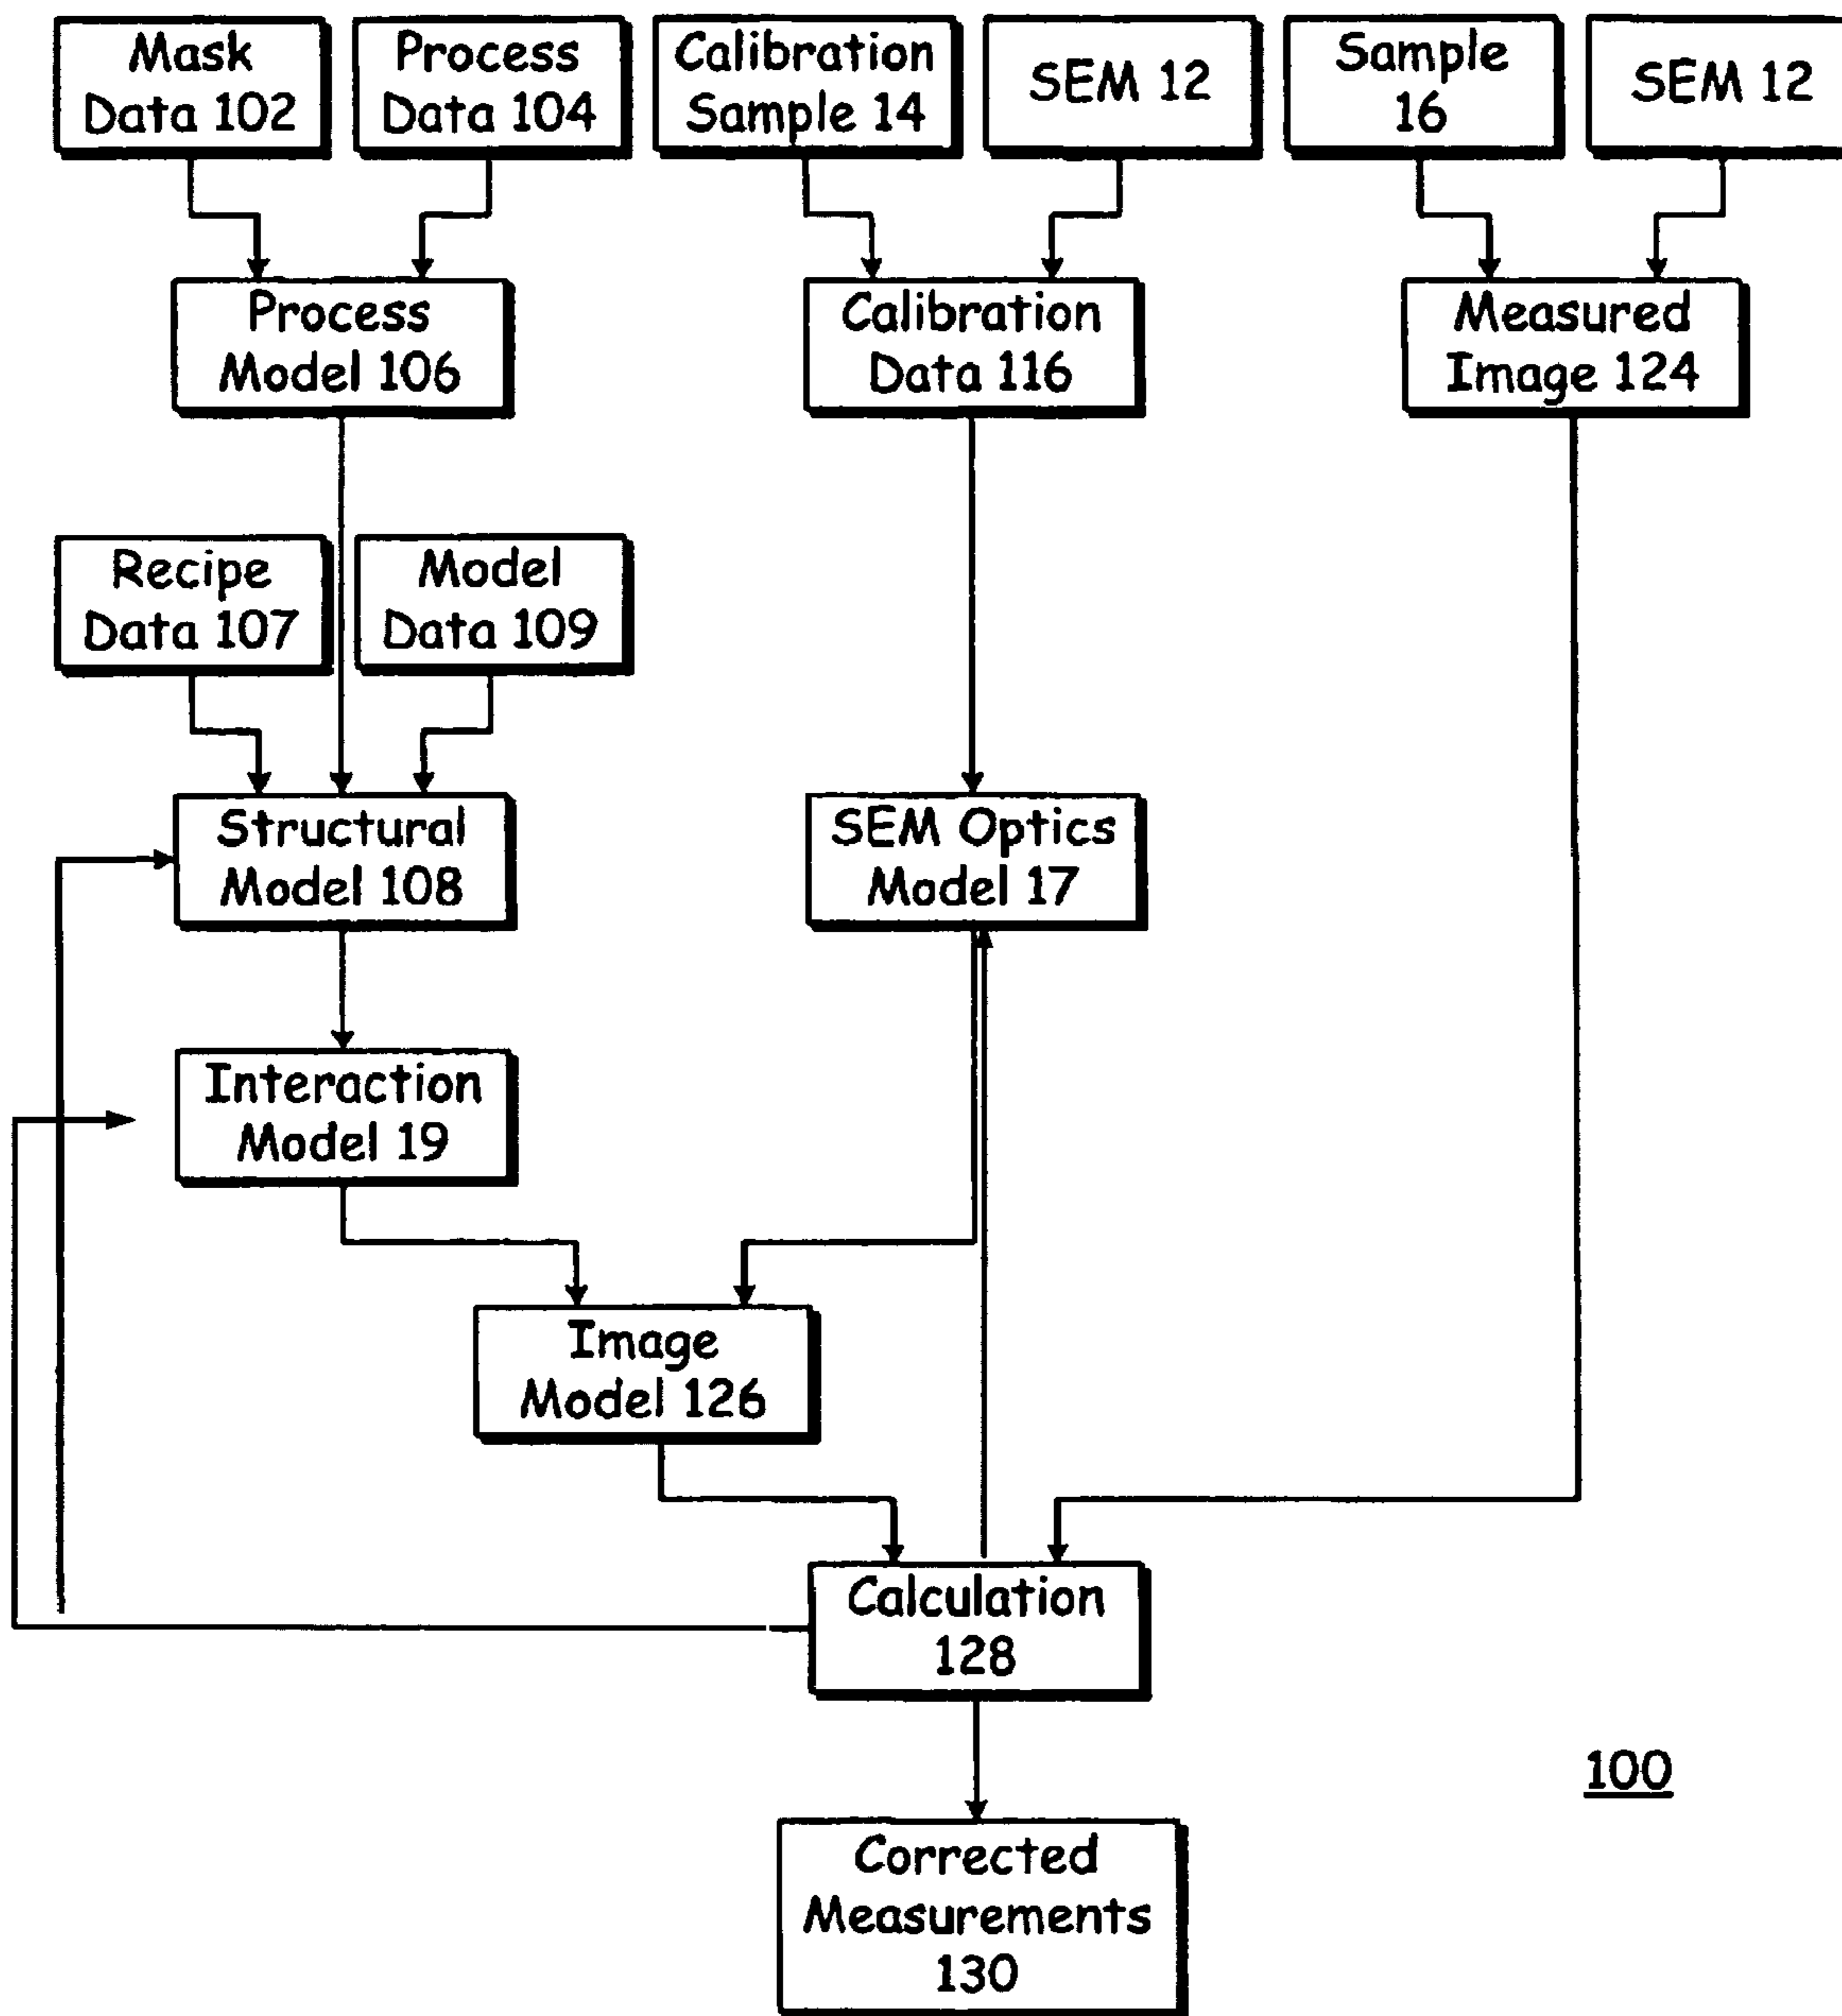 Mask
Data 102
Process
Data 104
Calibration
Sample 14
SEM 12
Sample
16
SEM 12
Process
Model 106
Calibration
Data 116
Measured
Image 124
Recipe
Data 107
Model
Data 109
Structural
Model 108
SEM Optics
Model 17
Interaction
Model 19
Image
Model 126
Calculation
128
100
Corrected
Measurements
130